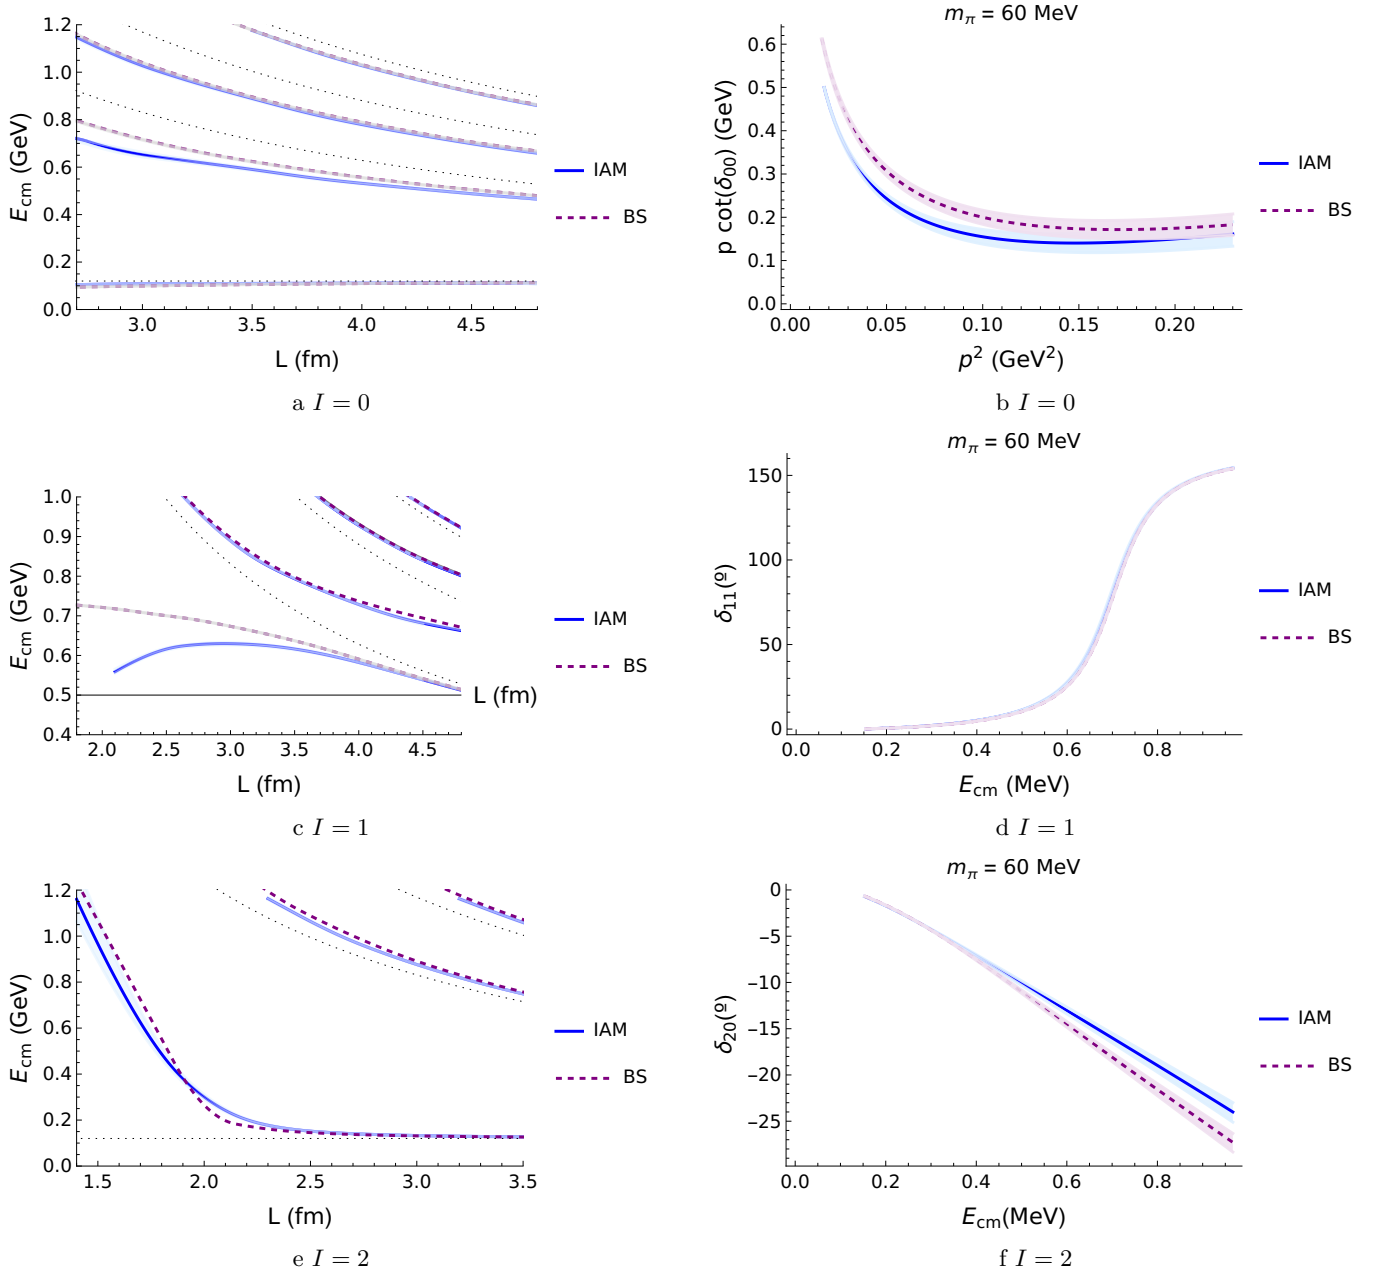 1.2
1.0
0.8
0.6
0.4
0.2
0.0
E_cm (GeV)
3.0 3.5 4.0 4.5
L (fm)
IAM
BS
a I = 0
m_π = 60 MeV
0.6
0.5
0.4
0.3
0.2
0.1
0.0
p cot(δ_00) (GeV)
0.00 0.05 0.10 0.15 0.20
p² (GeV²)
IAM
BS
b I = 0
1.0
0.9
0.8
0.7
0.6
0.5
0.4
E_cm (GeV)
L (fm)
2.0 2.5 3.0 3.5 4.0 4.5
L (fm)
IAM
BS
c I = 1
m_π = 60 MeV
150
100
50
0
δ_11(º)
0.0 0.2 0.4 0.6 0.8
E_cm (MeV)
IAM
BS
d I = 1
1.2
1.0
0.8
0.6
0.4
0.2
0.0
E_cm (GeV)
1.5 2.0 2.5 3.0 3.5
L (fm)
IAM
BS
e I = 2
m_π = 60 MeV
0
−5
−10
−15
−20
−25
δ_20(º)
0.0 0.2 0.4 0.6 0.8
E_cm(MeV)
IAM
BS
f I = 2